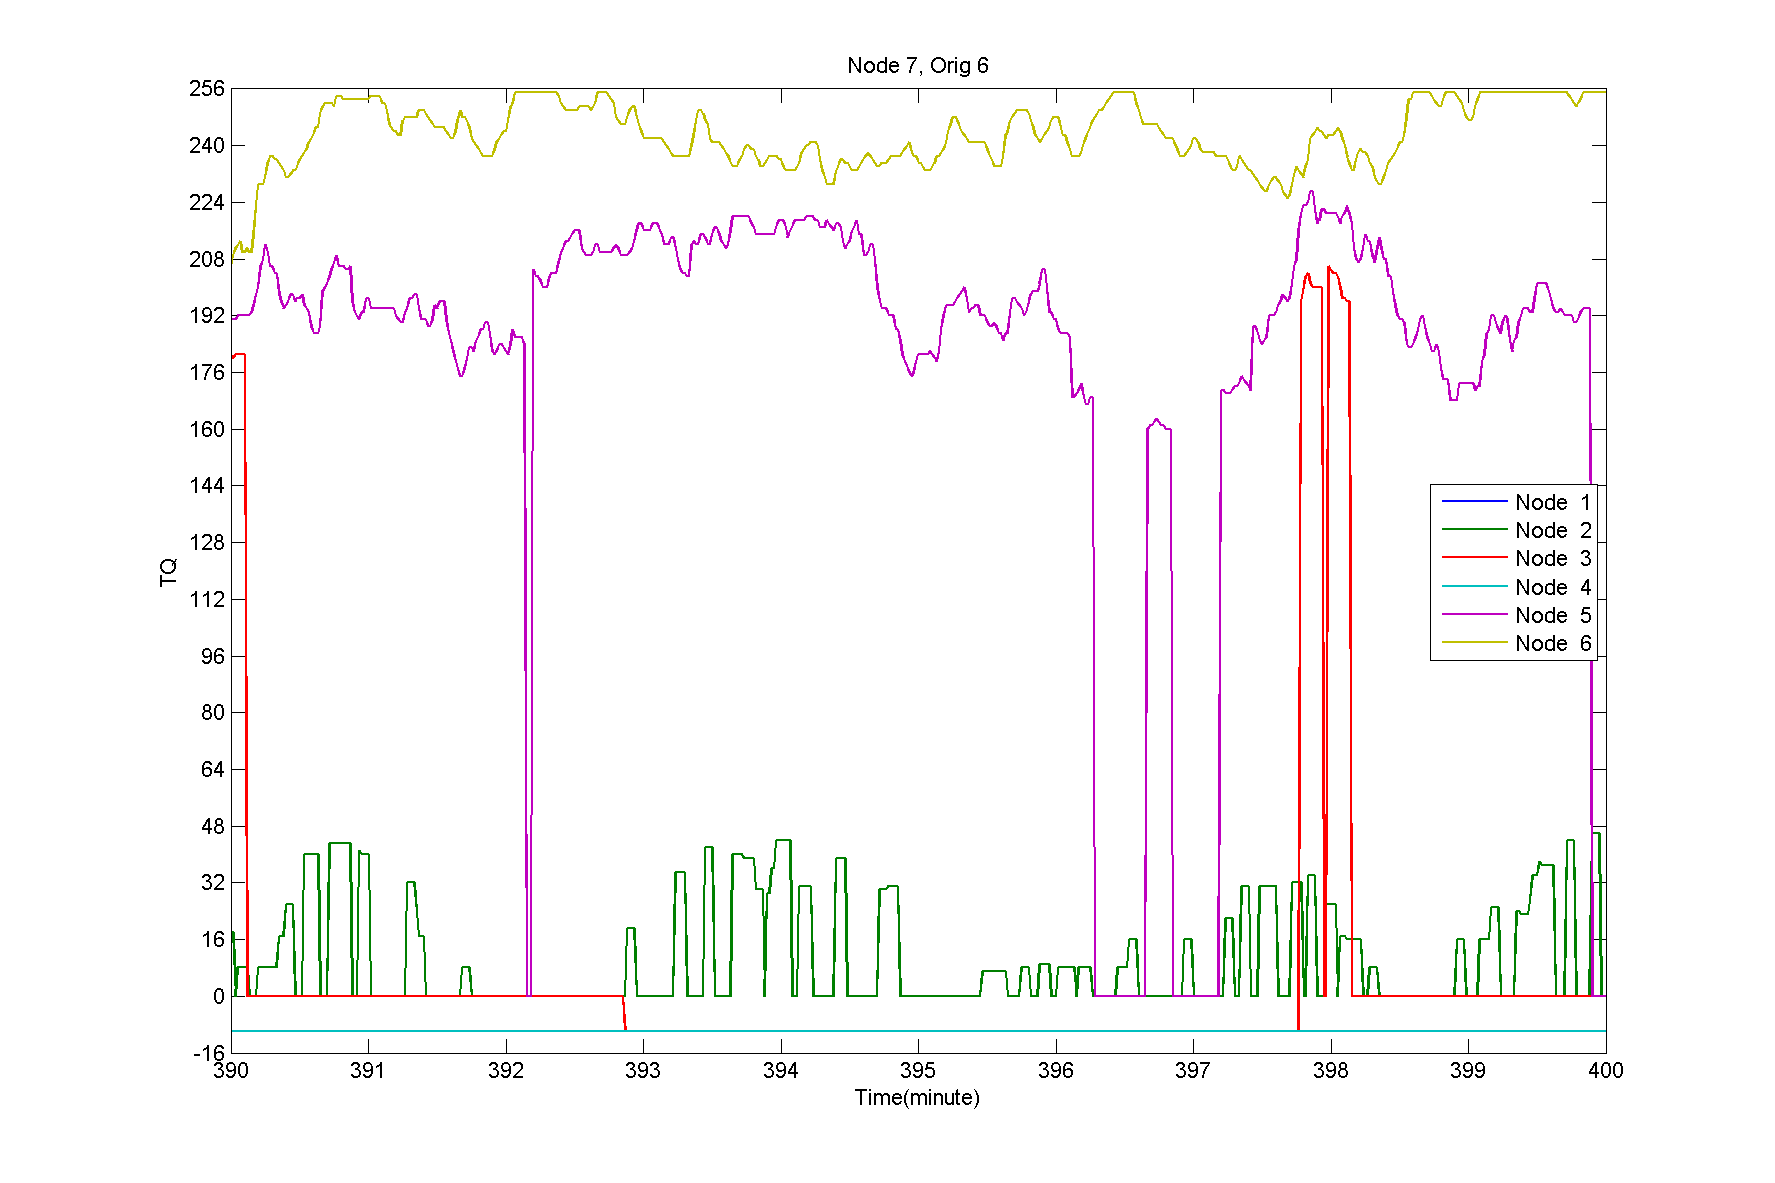 Node 7, Orig 6
256
240
224
208
192
176
160
144
128
112
96
80
64
48
32
16
0
-16
TQ
Node 1
Node 2
Node 3
Node 4
Node 5
Node 6
390 391 392 393 394 395 396 397 398 399 400
Time(minute)